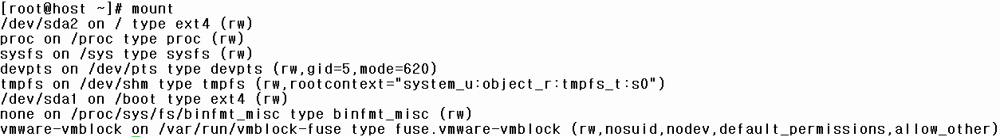 [root@host ~]# mount
/dev/sda2 on / type ext4 (rw)
proc on /proc type proc (rw)
sysfs on /sys type sysfs (rw)
devpts on /dev/pts type devpts (rw,gid=5,mode=620)
tmpfs on /dev/shm type tmpfs (rw,rootcontext="system_u:object_r:tmpfs_t:s0")
/dev/sda1 on /boot type ext4 (rw)
none on /proc/sys/fs/binfmt_misc type binfmt_misc (rw)
vmware-vmblock on /var/run/vmblock-fuse type fuse.vmware-vmblock (rw,nosuid,nodev,default_permissions,allow_other)